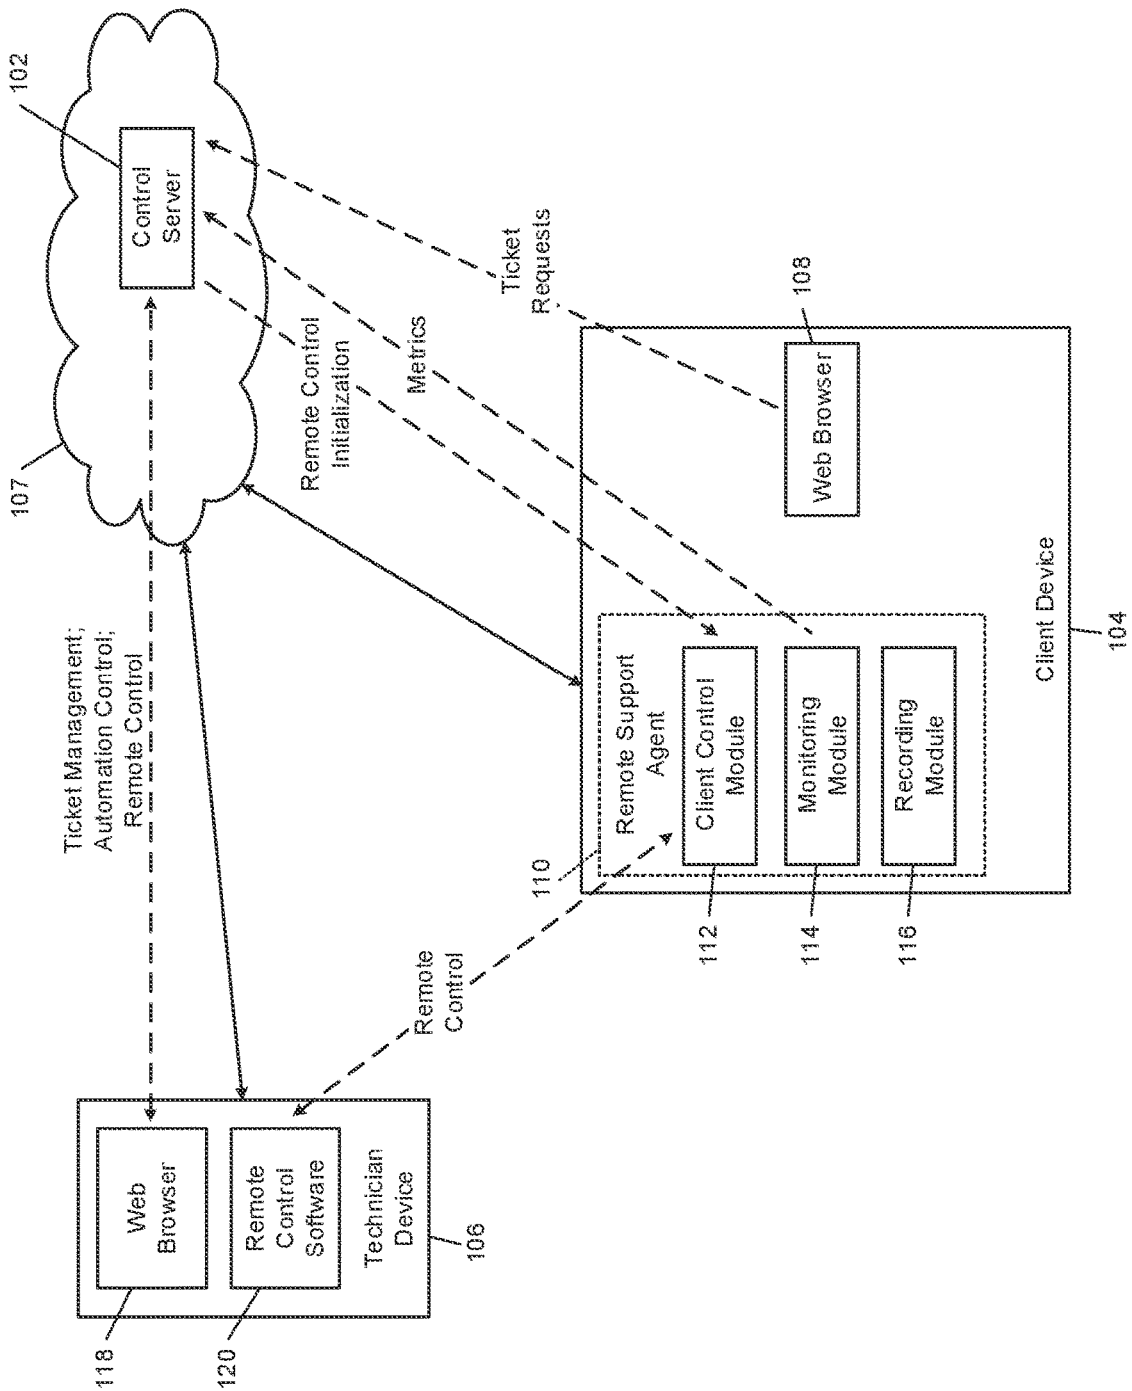 118
Web
Browser
120
Remote
Control
Software
Technician
Device
106
Ticket Management;
Automation Control;
Remote Control
107
102
Control
Server
Remote Control
Initialization
Metrics
Ticket
Requests
Remote
Control
110
Remote Support
Agent
Client Control
Module
112
Monitoring
Module
114
Recording
Module
116
Web Browser
108
Client Device
104